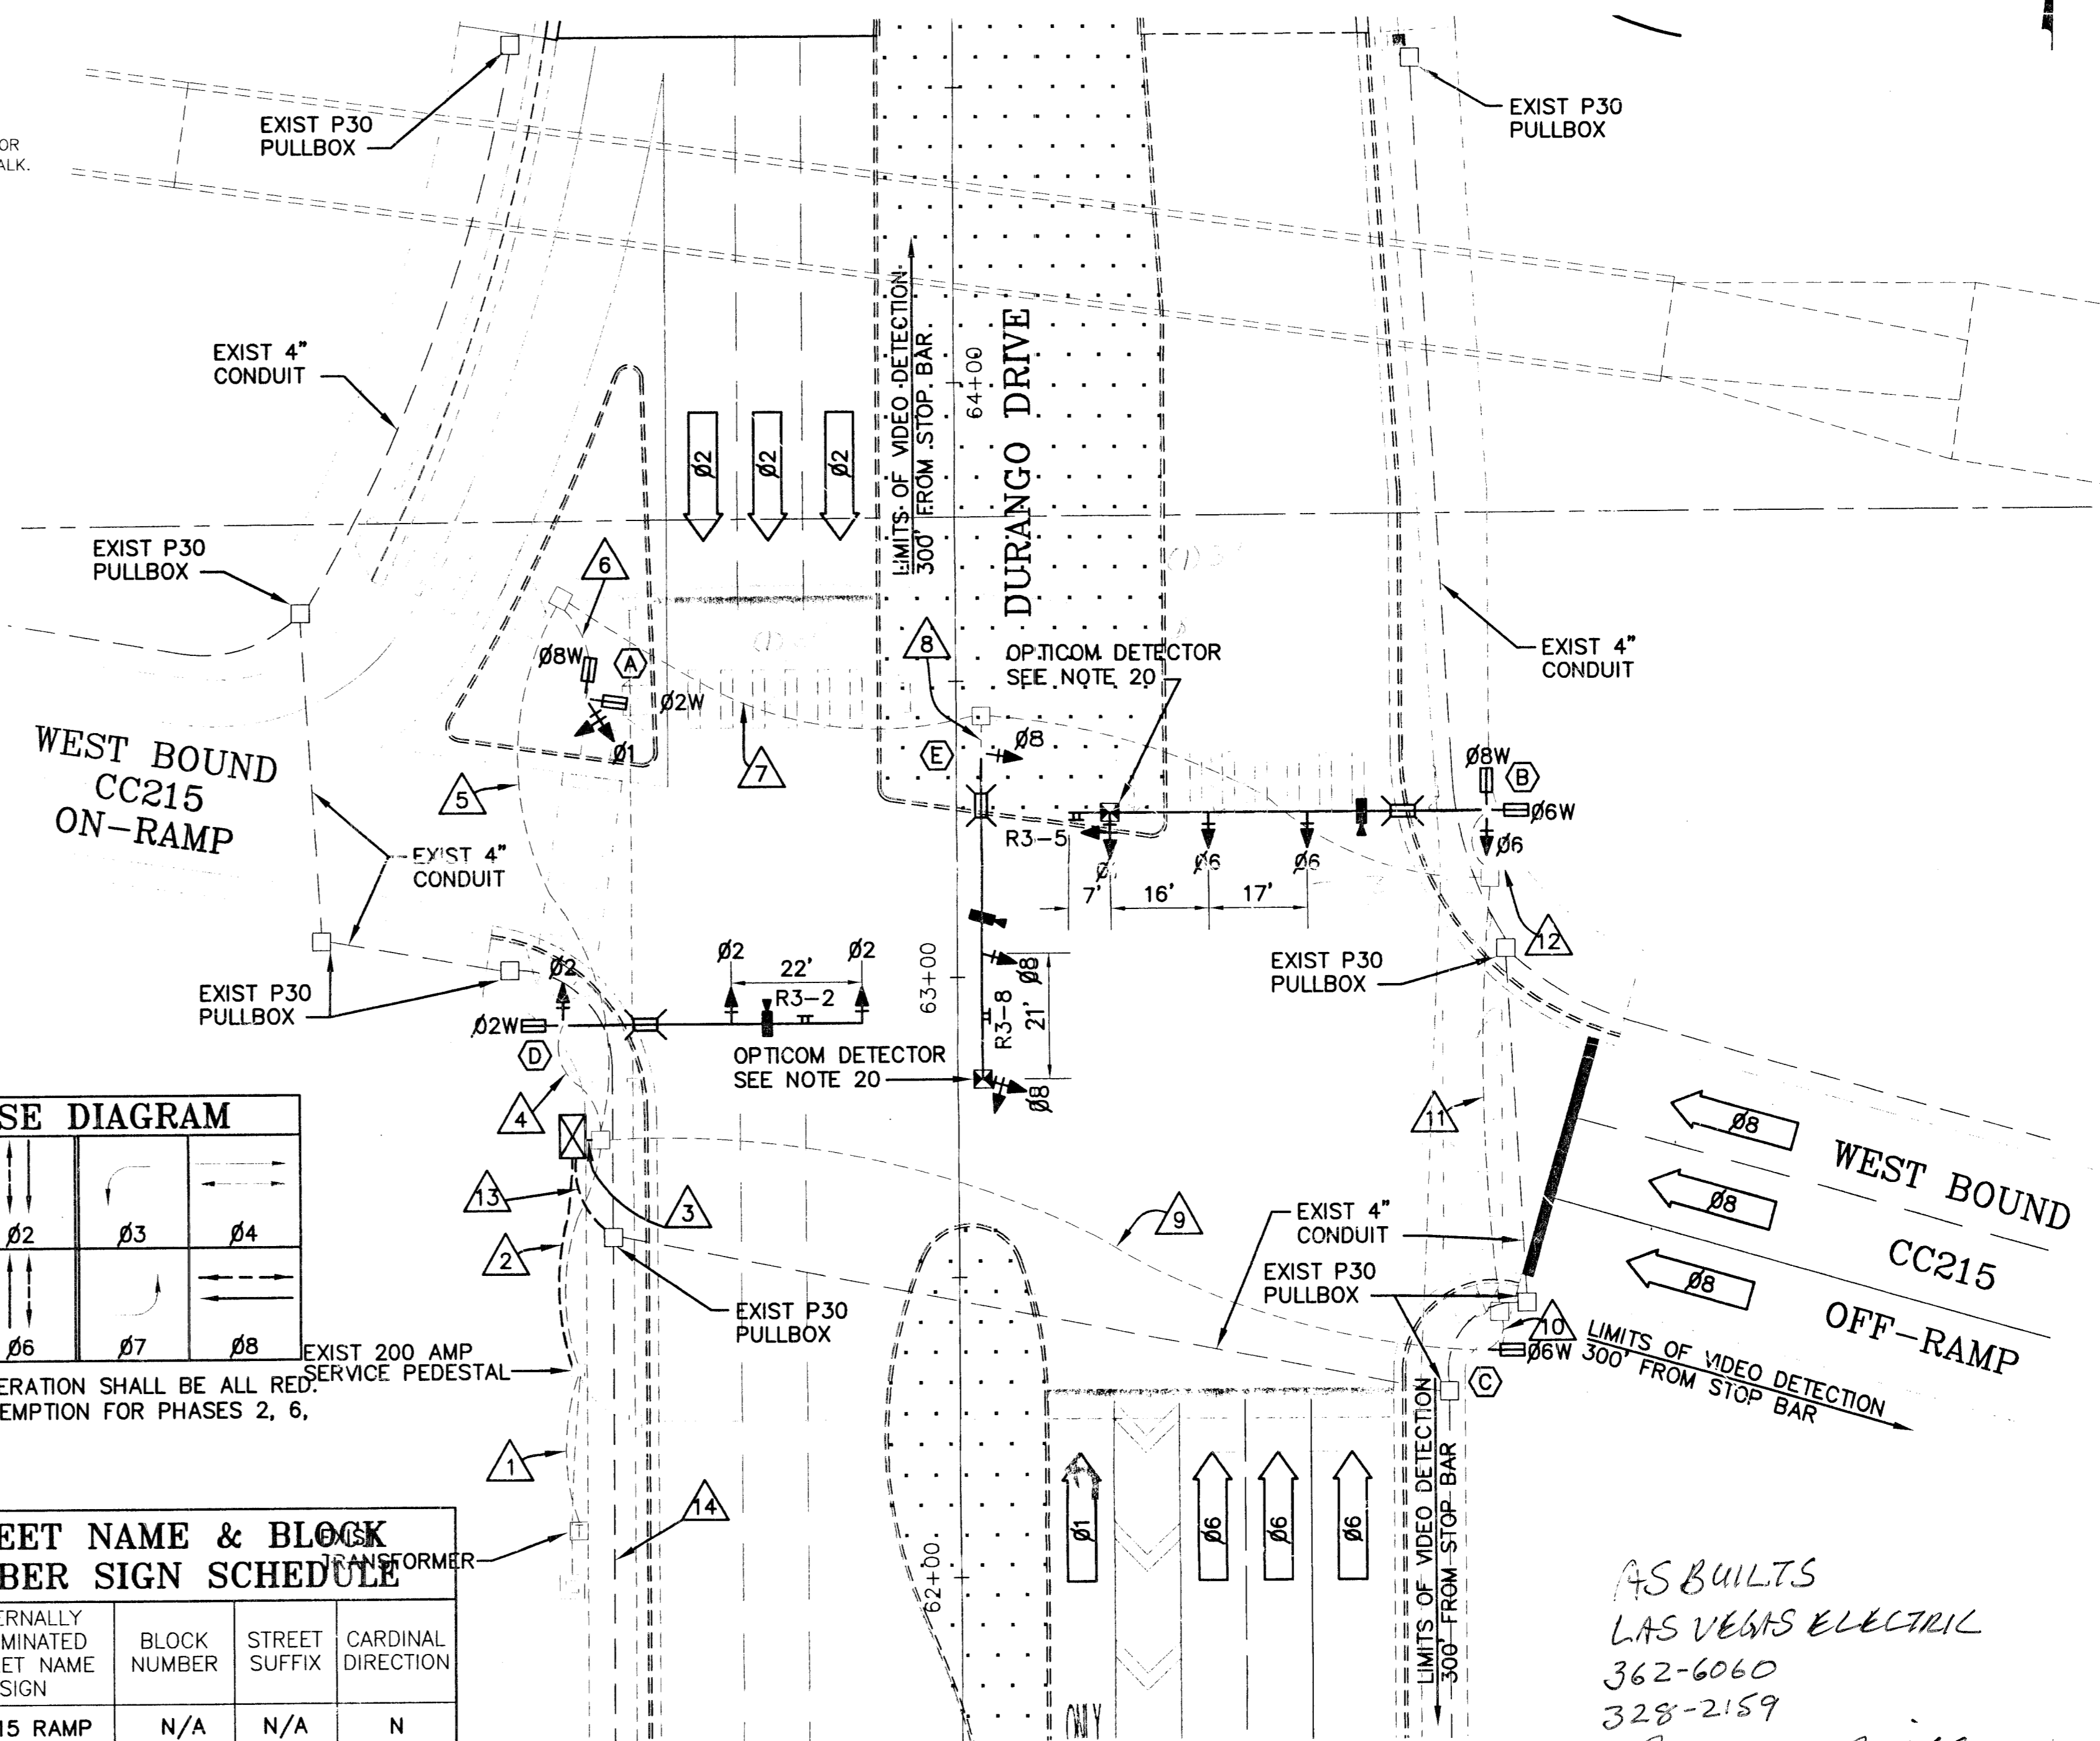 OR
ALK.
EXIST P30
PULLBOX
EXIST P30
PULLBOX
EXIST 4"
CONDUIT
LIMITS OF VIDEO DETECTION
300' FROM STOP BAR
64+00
DURANGO DRIVE
Ø2
Ø2
Ø2
EXIST P30
PULLBOX
6
Ø8W
A
Ø2W
Ø1
8
OPTICOM DETECTOR
SEE NOTE 20
EXIST 4"
CONDUIT
WEST BOUND
CC215
ON-RAMP
5
7
E
Ø8
Ø8W
B
Ø6W
Ø6
R3-5
Ø6
Ø6
7'
16'
17'
EXIST 4"
CONDUIT
12
EXIST P30
PULLBOX
Ø2
Ø2
22'
Ø2
R3-2
63+00
Ø8
R3-8
21'
EXIST P30
PULLBOX
Ø2W
D
OPTICOM DETECTOR
SEE NOTE 20
Ø8
4
11
Ø8
Ø8
Ø8
WEST BOUND
CC215
OFF-RAMP
SE DIAGRAM
Ø2
Ø3
Ø4
Ø6
Ø7
Ø8
13
3
2
9
EXIST 4"
CONDUIT
EXIST P30
PULLBOX
EXIST P30
PULLBOX
10
Ø6W
C
LIMITS OF VIDEO DETECTION
300' FROM STOP BAR
EXIST 200 AMP
SERVICE PEDESTAL
ERATION SHALL BE ALL RED.
EMPTION FOR PHASES 2, 6,
1
14
EXIST
TRANSFORMER
T
EET NAME & BLOCK
BER SIGN SCHEDULE
ERNALLY
MINATED
ET NAME
SIGN
BLOCK
NUMBER
STREET
SUFFIX
CARDINAL
DIRECTION
15 RAMP
N/A
N/A
N
62+00
Ø1
Ø6
Ø6
Ø6
ONLY
LIMITS OF VIDEO DETECTION
300' FROM STOP BAR
AS BUILTS
LAS VEGAS ELECTRIC
362-6060
328-2159